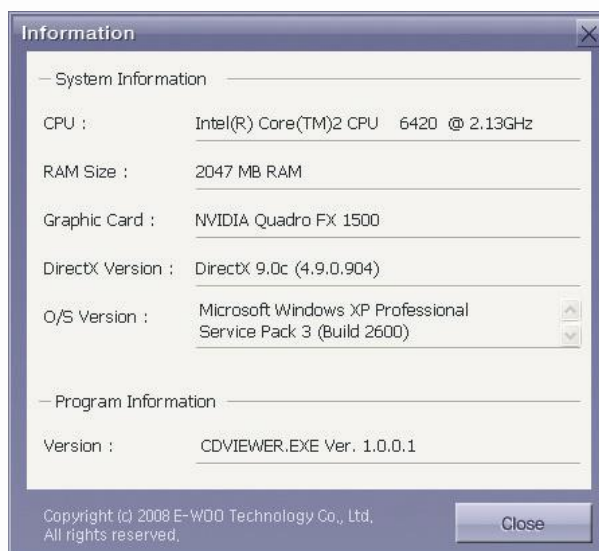 Information
System Information
CPU : Intel(R) Core(TM)2 CPU 6420 @ 2.13GHz
RAM Size : 2047 MB RAM
Graphic Card : NVIDIA Quadro FX 1500
DirectX Version : DirectX 9.0c (4.9.0.904)
O/S Version : Microsoft Windows XP Professional
Service Pack 3 (Build 2600)
Program Information
Version : CDVIEWER.EXE Ver. 1.0.0.1
Copyright (c) 2008 E-WOO Technology Co., Ltd.
All rights reserved.
Close